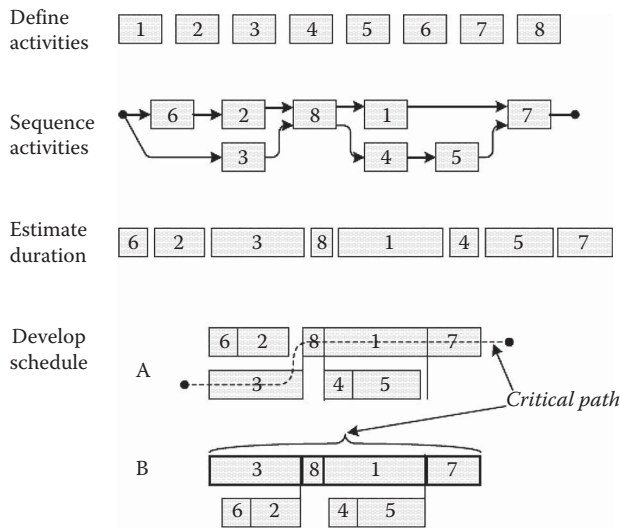 Define
activities
1 2 3 4 5 6 7 8
Sequence
activities
6 2 8 1 7
3 4 5
Estimate
duration
6 2 3 8 1 4 5 7
Develop
schedule
A
6 2 8 1 7
3 4 5
Critical path
B
3 8 1 7
6 2 4 5